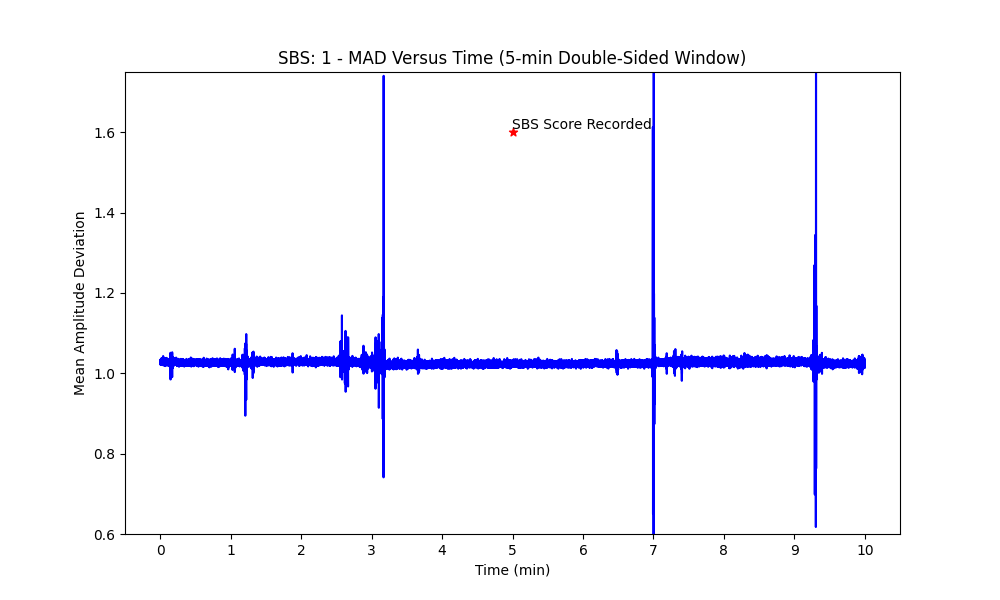 SBS: 1 - MAD Versus Time (5-min Double-Sided Window)
SBS Score Recorded
Mean Amplitude Deviation
1.6
1.4
1.2
1.0
0.8
0.6
0 1 2 3 4 5 6 7 8 9 10
Time (min)